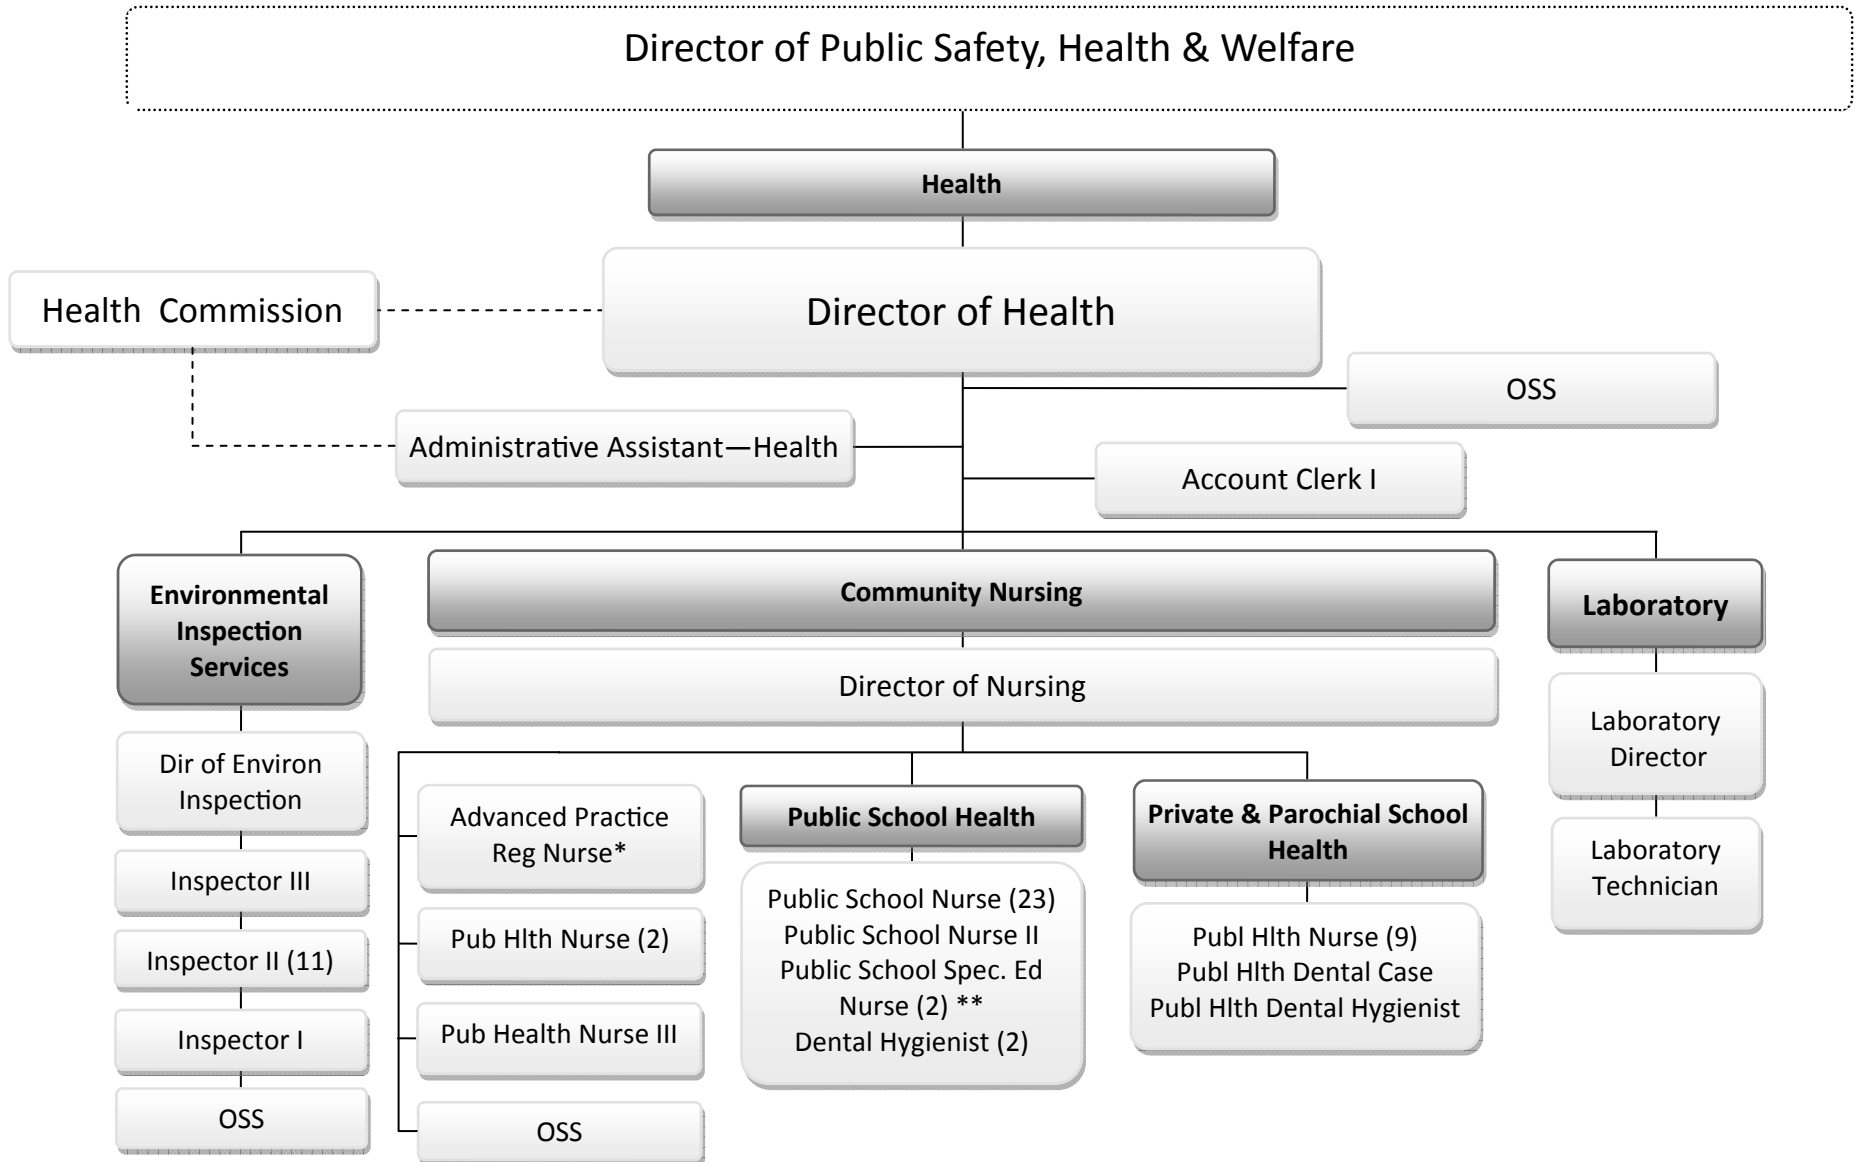 Director of Public Safety, Health & Welfare
Health
Health Commission
Director of Health
OSS
Administrative Assistant—Health
Account Clerk I
Environmental
Inspection
Services
Dir of Environ
Inspection
Inspector III
Inspector II (11)
Inspector I
OSS
Community Nursing
Director of Nursing
Advanced Practice
Reg Nurse*
Pub Hlth Nurse (2)
Pub Health Nurse III
OSS
Public School Health
Public School Nurse (23)
Public School Nurse II
Public School Spec. Ed
Nurse (2) **
Dental Hygienist (2)
Private & Parochial School
Health
Publ Hlth Nurse (9)
Publ Hlth Dental Case
Publ Hlth Dental Hygienist
Laboratory
Laboratory
Director
Laboratory
Technician